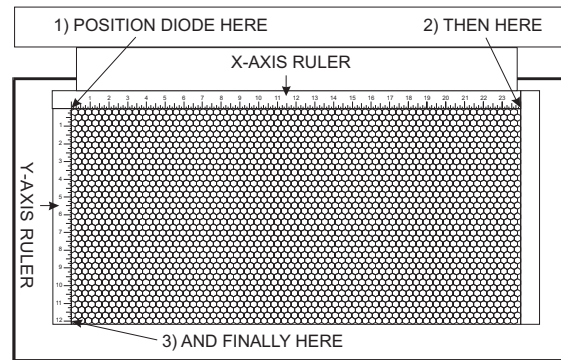 1) POSITION DIODE HERE 2) THEN HERE
X-AXIS RULER
1 2 3 4 5 6 7 8 9 10 11 12 13 14 15 16 17 18 19 20 21 22 23
Y-AXIS RULER
1
2
3
4
5
6
7
8
9
10
11
12
3) AND FINALLY HERE